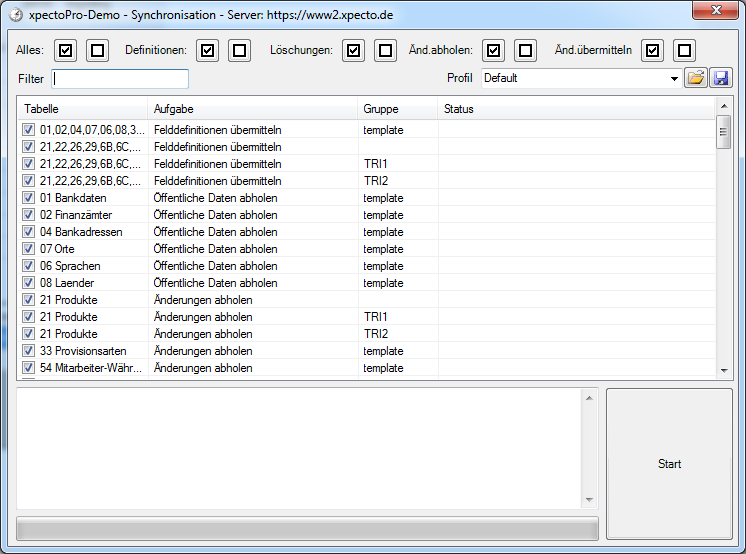 xpectoPro-Demo - Synchronisation - Server: https://www2.xpecto.de
Alles: Definitionen: Löschungen: Änd.abholen: Änd.übermitteln
Filter Profil Default
Tabelle Aufgabe Gruppe Status
01,02,04,07,06,08,3... Felddefinitionen übermitteln template
21,22,26,29,6B,6C,... Felddefinitionen übermitteln
21,22,26,29,6B,6C,... Felddefinitionen übermitteln TRI1
21,22,26,29,6B,6C,... Felddefinitionen übermitteln TRI2
01 Bankdaten Öffentliche Daten abholen template
02 Finanzämter Öffentliche Daten abholen template
04 Bankadressen Öffentliche Daten abholen template
07 Orte Öffentliche Daten abholen template
06 Sprachen Öffentliche Daten abholen template
08 Laender Öffentliche Daten abholen template
21 Produkte Änderungen abholen
21 Produkte Änderungen abholen TRI1
21 Produkte Änderungen abholen TRI2
33 Provisionsarten Änderungen abholen template
54 Mitarbeiter-Währ... Änderungen abholen template
Start